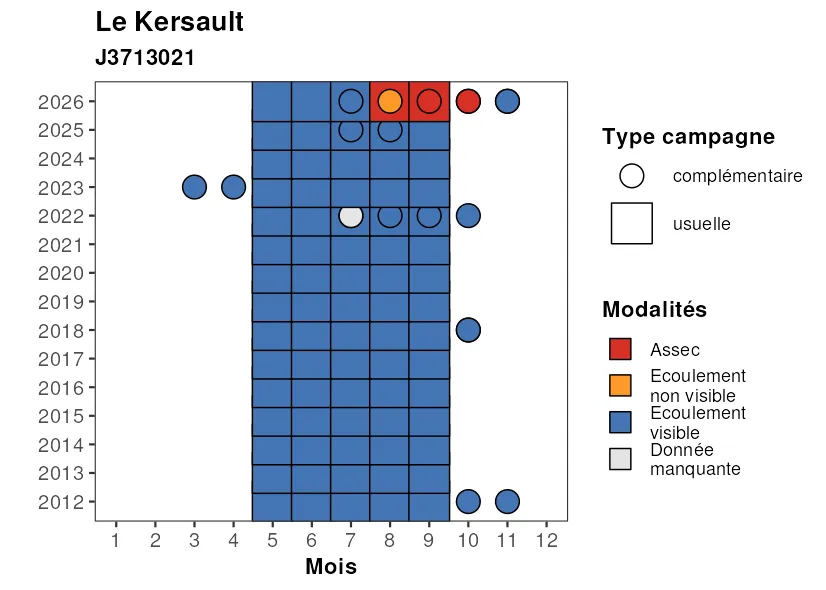 Le Kersault
J3713021
2026
2025
2024
2023
2022
2021
2020
2019
2018
2017
2016
2015
2014
2013
2012
1 2 3 4 5 6 7 8 9 10 11 12
Mois
Type campagne
complémentaire
usuelle
Modalités
Assec
Ecoulement
non visible
Ecoulement
visible
Donnée
manquante